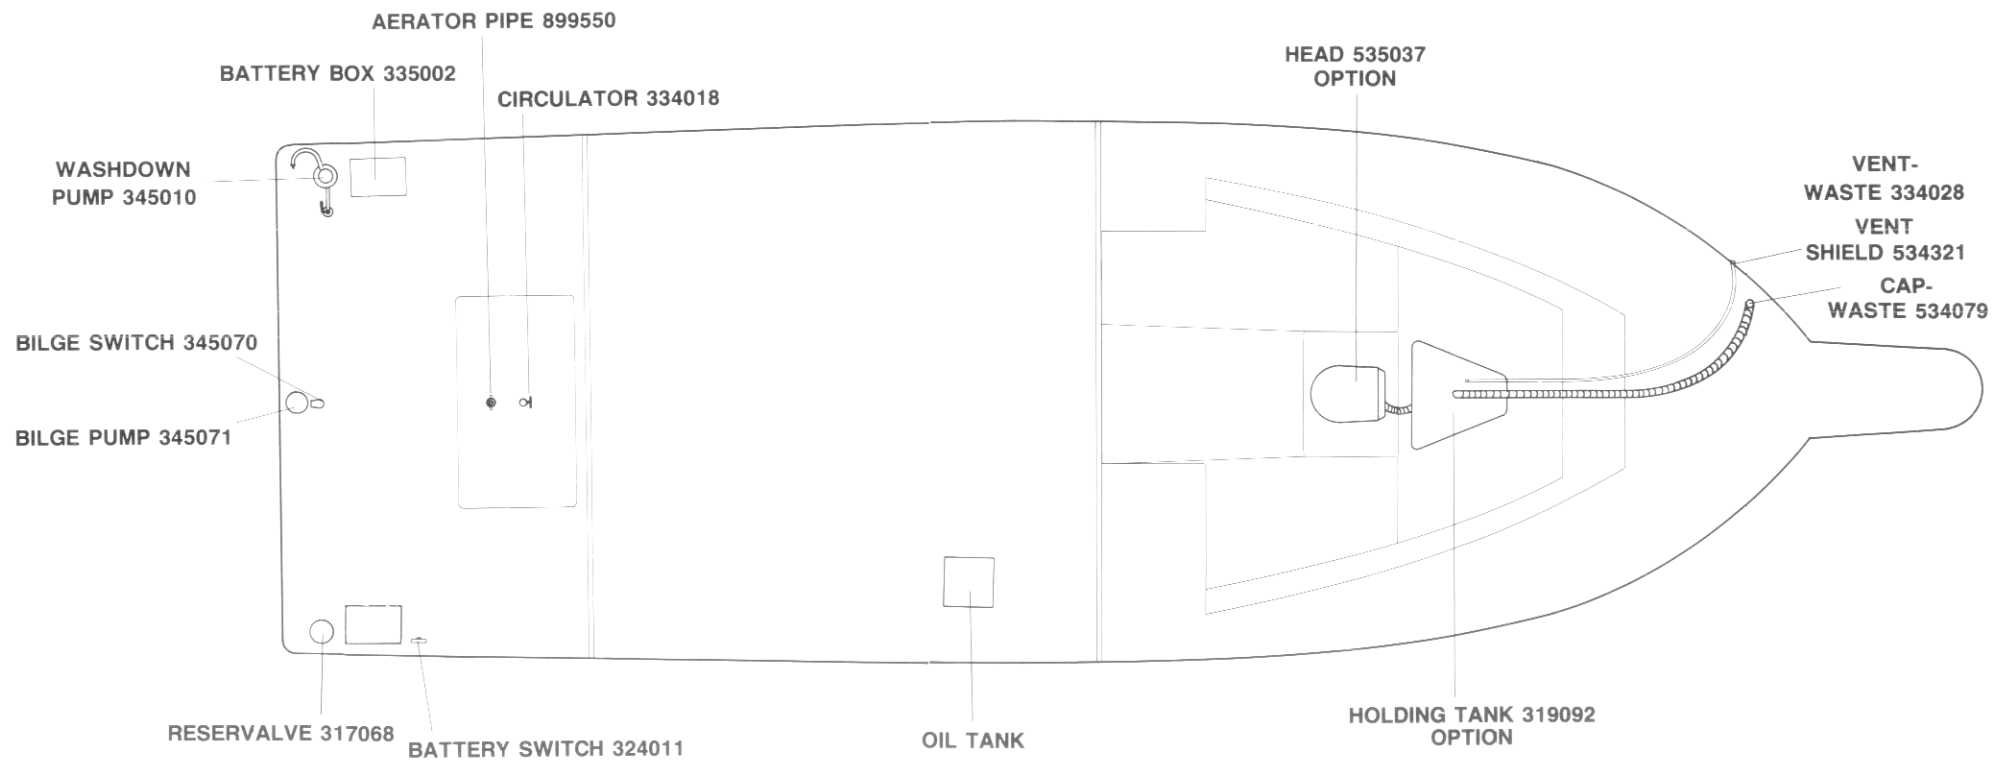 AERATOR PIPE 899550
BATTERY BOX 335002
CIRCULATOR 334018
HEAD 535037
OPTION
WASHDOWN
PUMP 345010
VENT-
WASTE 334028
VENT
SHIELD 534321
CAP-
WASTE 534079
BILGE SWITCH 345070
BILGE PUMP 345071
RESERVALVE 317068
BATTERY SWITCH 324011
OIL TANK
HOLDING TANK 319092
OPTION